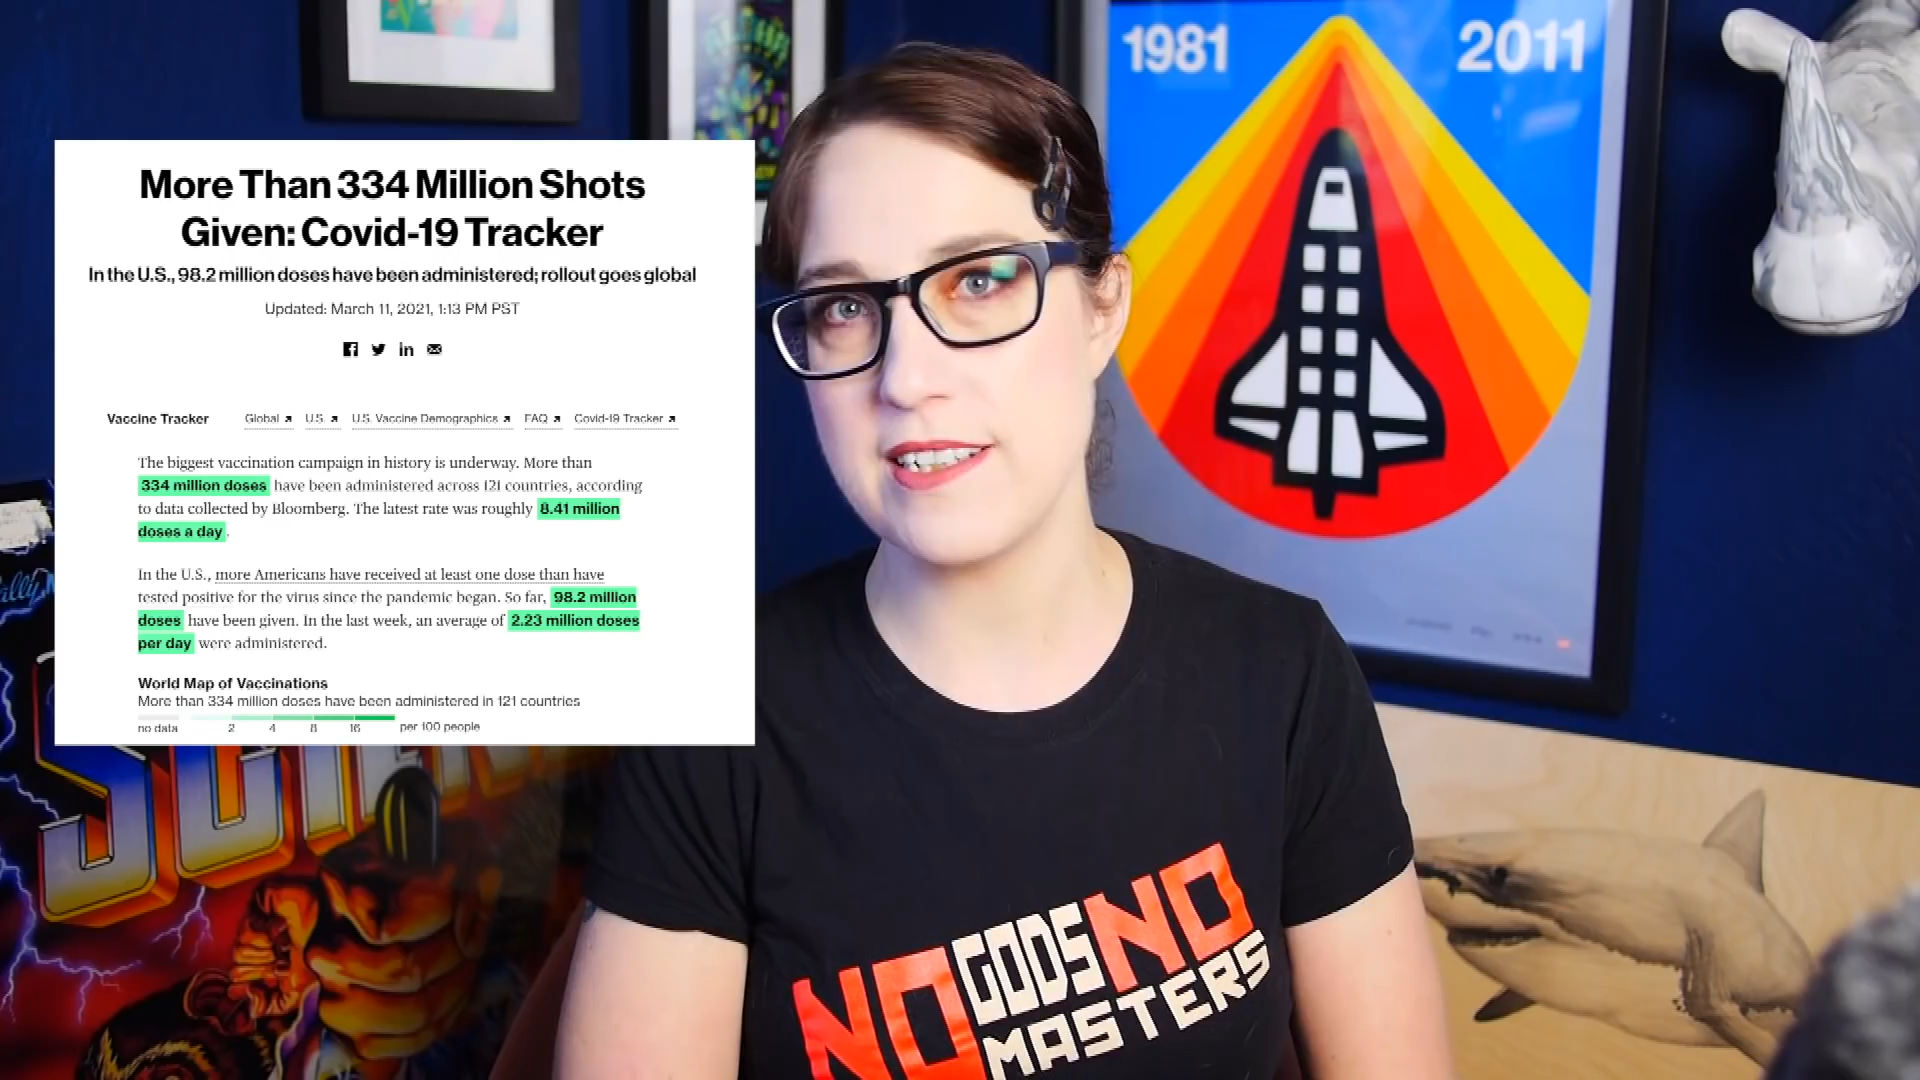 1981
2011
More Than 334 Million Shots
Given: Covid-19 Tracker
In the U.S., 98.2 million doses have been administered; rollout goes global
Updated: March 11, 2021, 1:13 PM PST
in
Vaccine Tracker Global U.S. U.S. Vaccine Demographics FAQ Covid-19 Tracker
The biggest vaccination campaign in history is underway. More than
334 million doses have been administered across 121 countries, according
to data collected by Bloomberg. The latest rate was roughly 8.41 million
doses a day.
In the U.S., more Americans have received at least one dose than have
tested positive for the virus since the pandemic began. So far, 98.2 million
doses have been given. In the last week, an average of 2.23 million doses
per day were administered.
World Map of Vaccinations
More than 334 million doses have been administered in 121 countries
no data 2 4 8 16 per 100 people
NO GODS NO
MASTERS